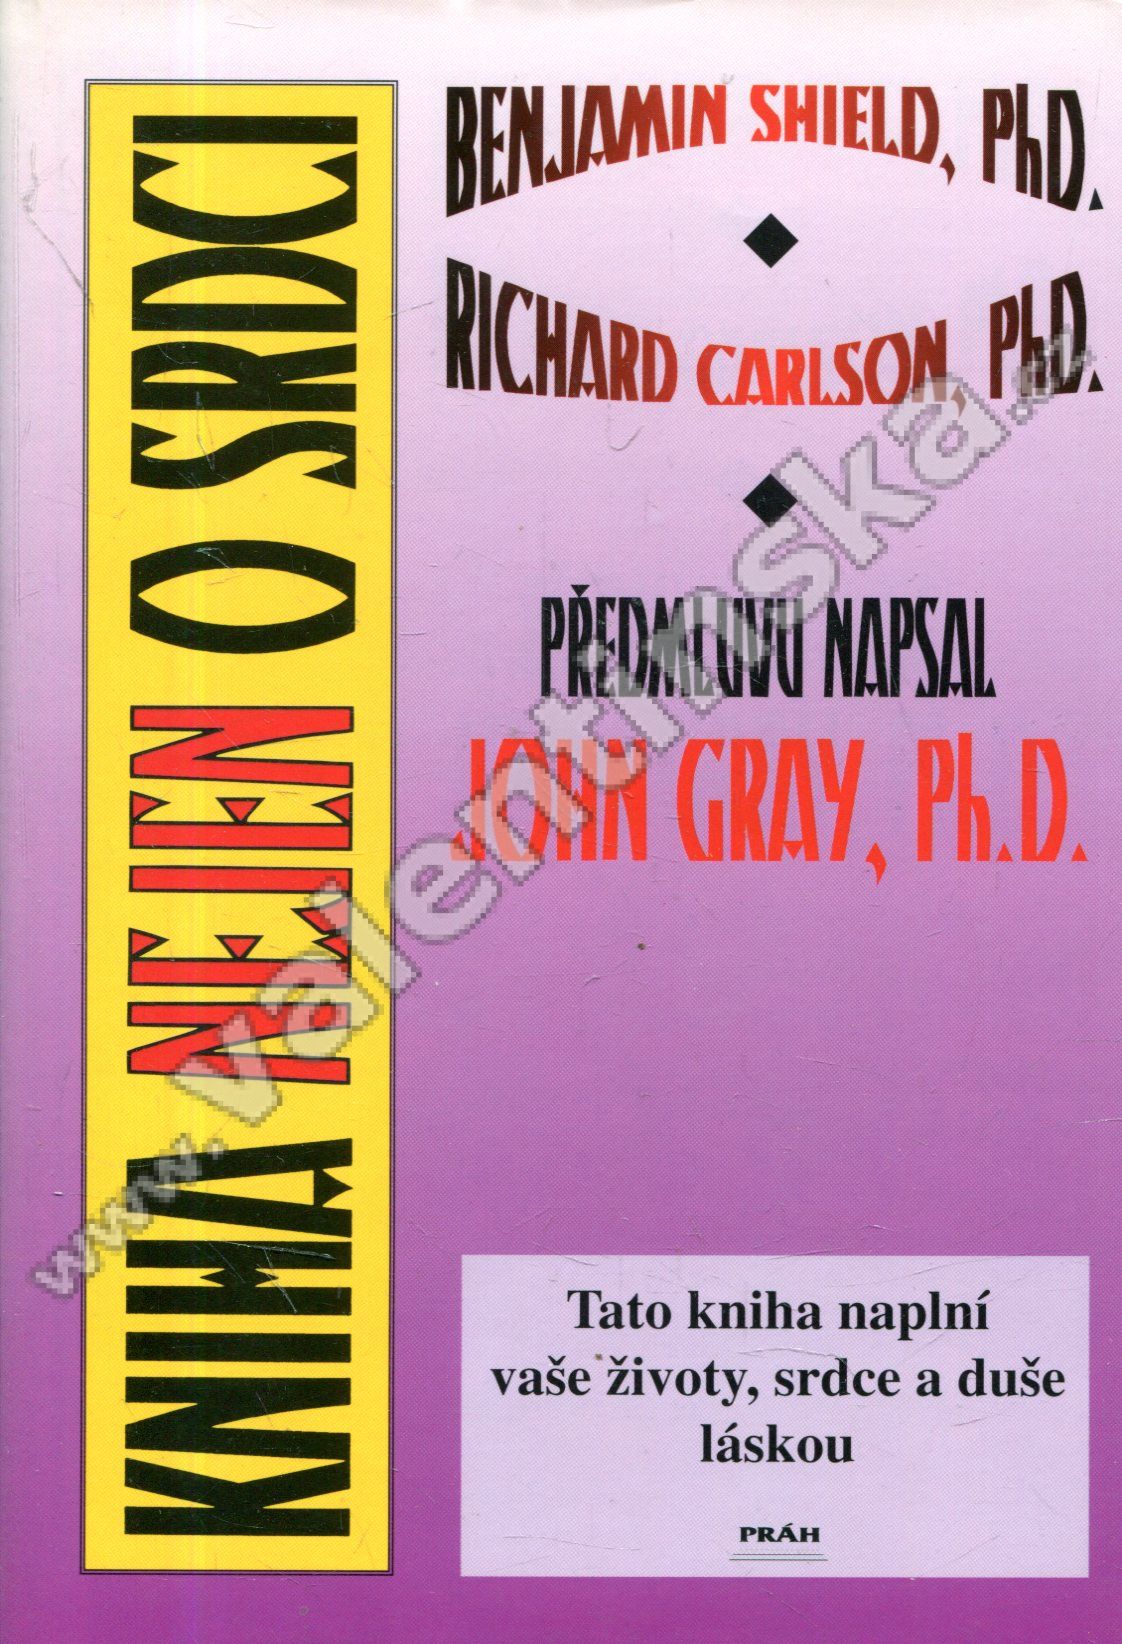 KNIHA NEJEN O SRDCI
BENJAMIN SHIELD, PhD.
RICHARD CARLSON, PhD.
PŘEDMLUVU NAPSAL
JOHN GRAY, Ph.D.
Tato kniha naplní
vaše životy, srdce a duše
láskou
PRÁH
www.valentinska.cz